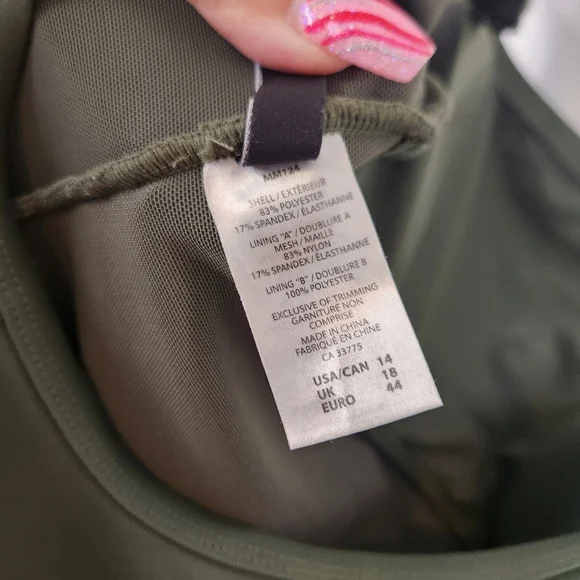 MM134
SHELL / EXTÉRIEUR
83% POLYESTER
17% SPANDEX / ÉLASTHANNE
LINING "A" / DOUBLURE A
MESH / MAILLE
83% NYLON
17% SPANDEX / ÉLASTHANNE
LINING "B" / DOUBLURE B
100% POLYESTER
EXCLUSIVE OF TRIMMING
GARNITURE NON
COMPRISE
MADE IN CHINA
FABRIQUÉ EN CHINE
CA 33775
USA/CAN 14
UK 18
EURO 44